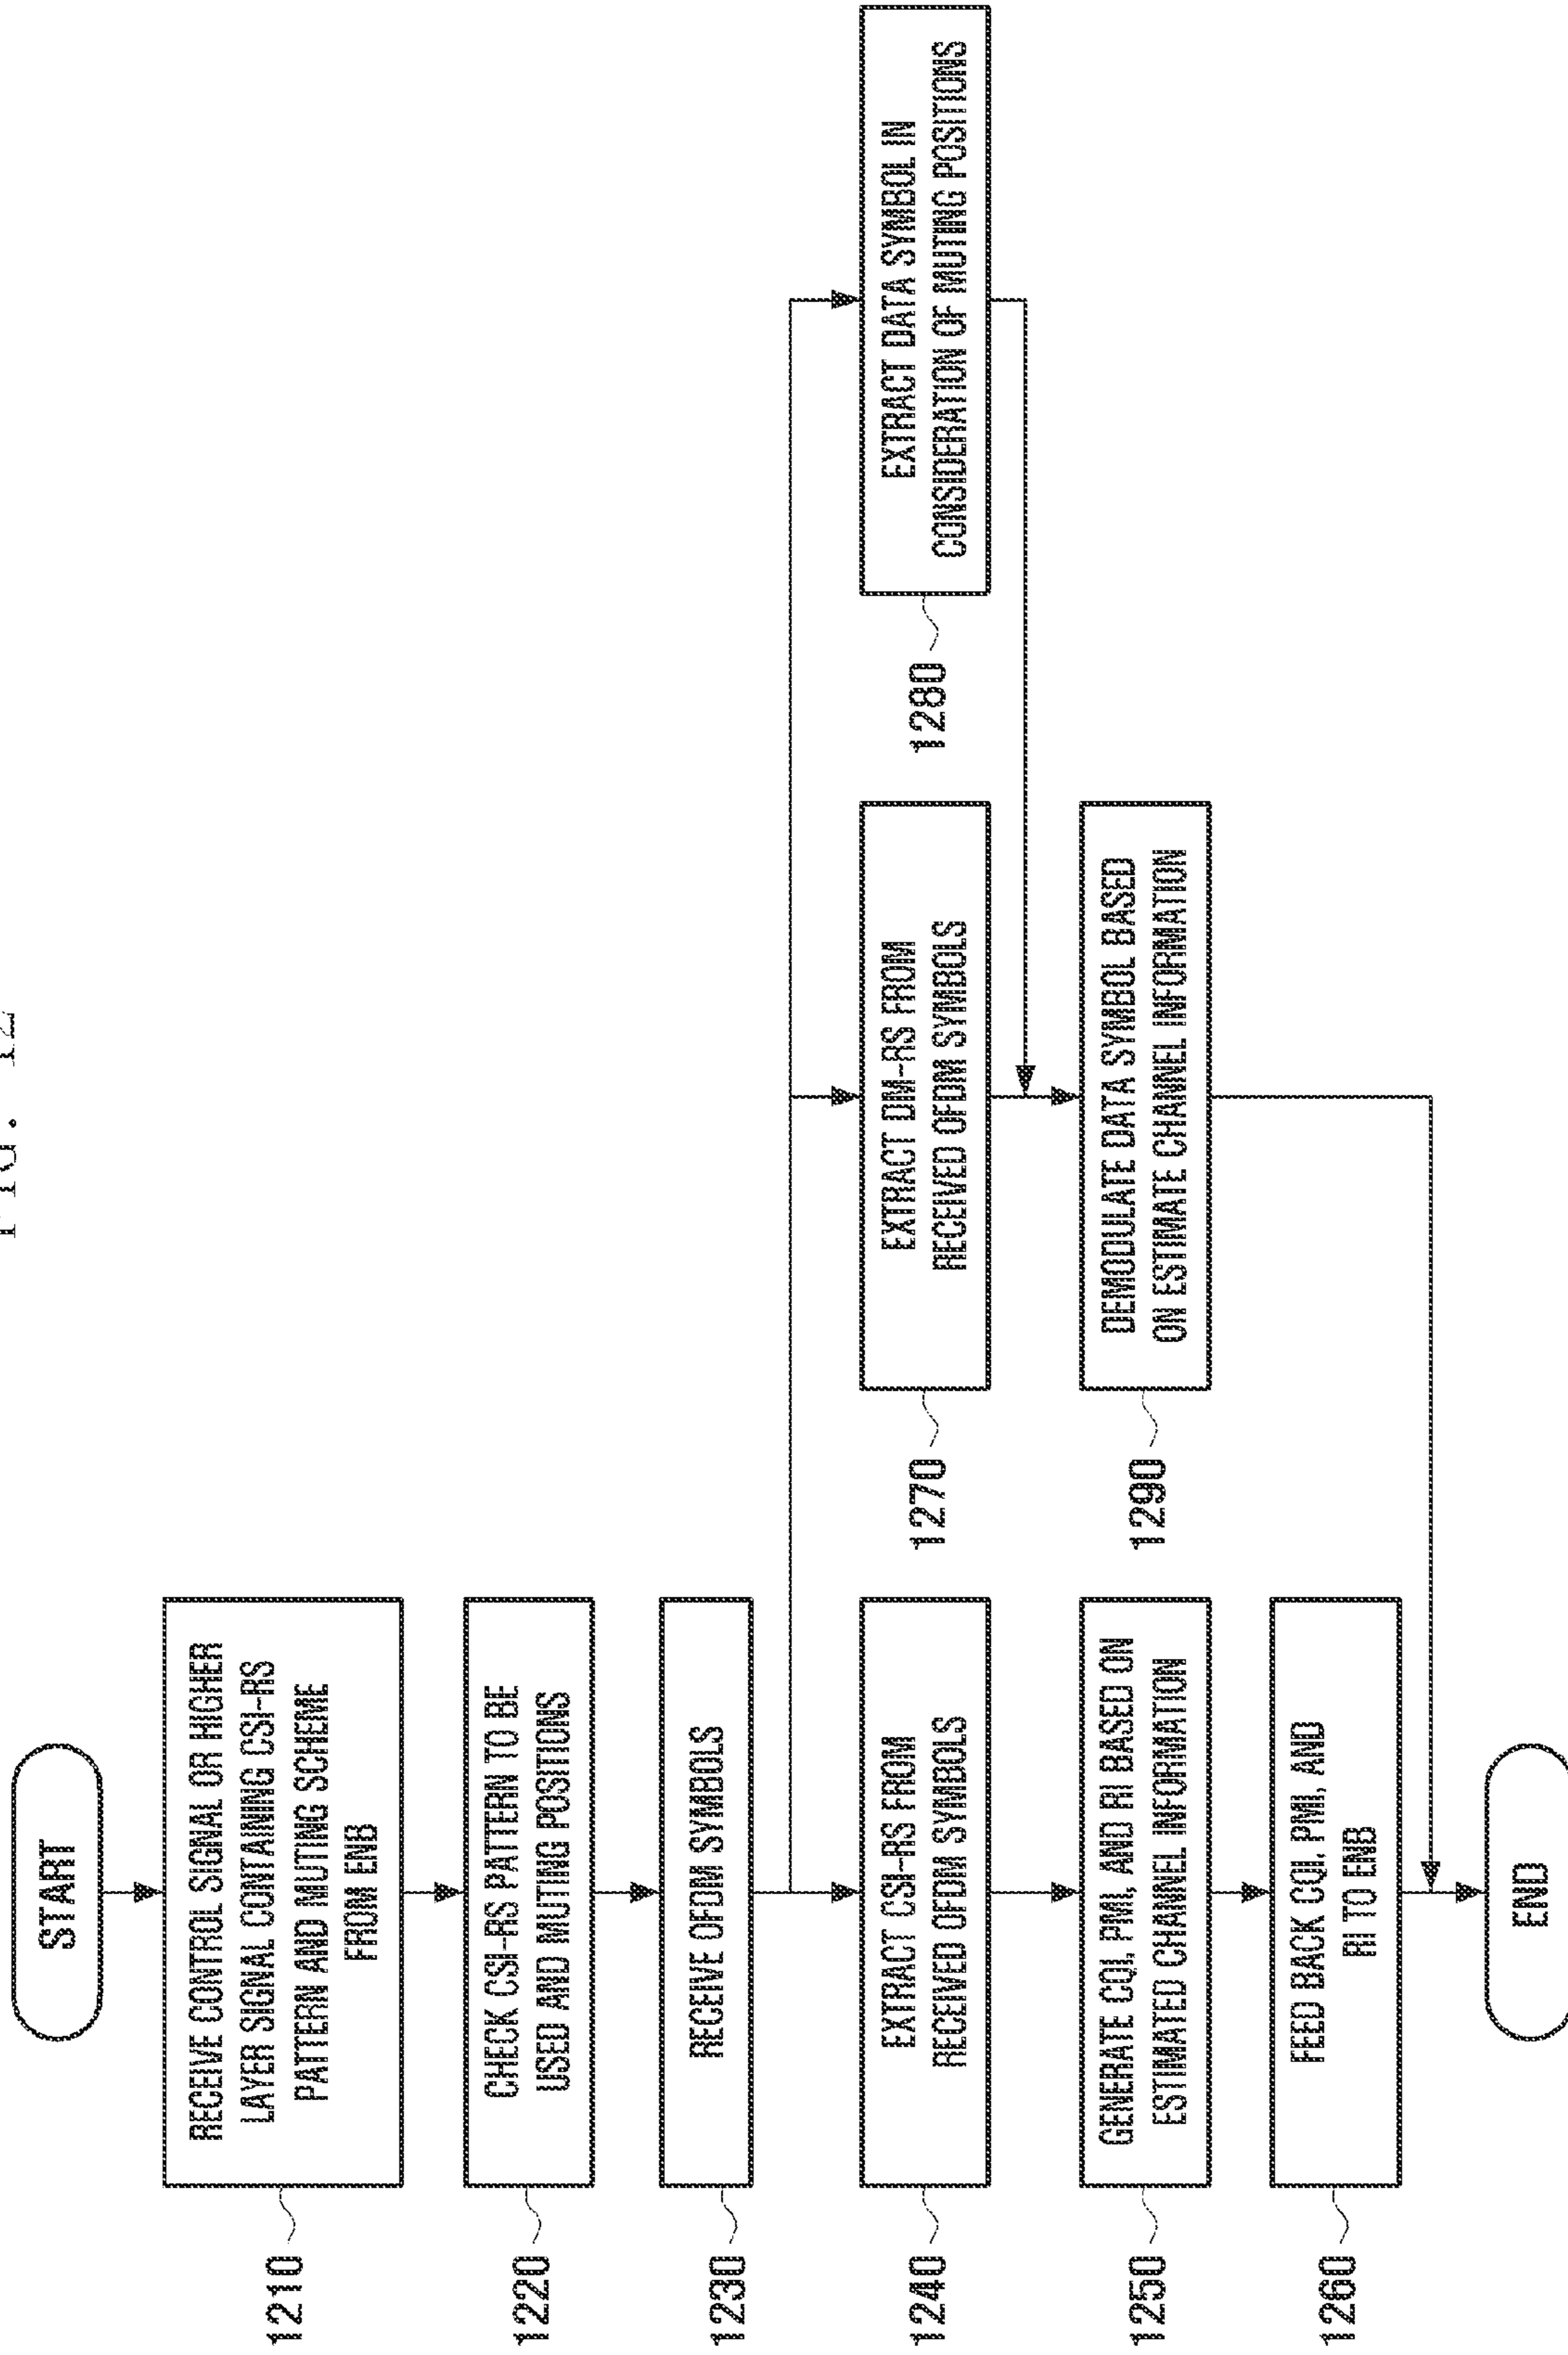 FIG. 12
START
1210
RECEIVE CONTROL SIGNAL OR HIGHER
LAYER SIGNAL CONTAINING CSI-RS
PATTERN AND MUTING SCHEME
FROM ENB
1220
CHECK CSI-RS PATTERN TO BE
USED AND MUTING POSITIONS
1230
RECEIVE OFDM SYMBOLS
1240
EXTRACT CSI-RS FROM
RECEIVED OFDM SYMBOLS
1270
EXTRACT DM-RS FROM
RECEIVED OFDM SYMBOLS
1280
EXTRACT DATA SYMBOL IN
CONSIDERATION OF MUTING POSITIONS
1250
GENERATE CQI, PMI, AND RI BASED ON
ESTIMATED CHANNEL INFORMATION
1290
DEMODULATE DATA SYMBOL BASED
ON ESTIMATE CHANNEL INFORMATION
1260
FEED BACK CQI, PMI, AND
RI TO ENB
END